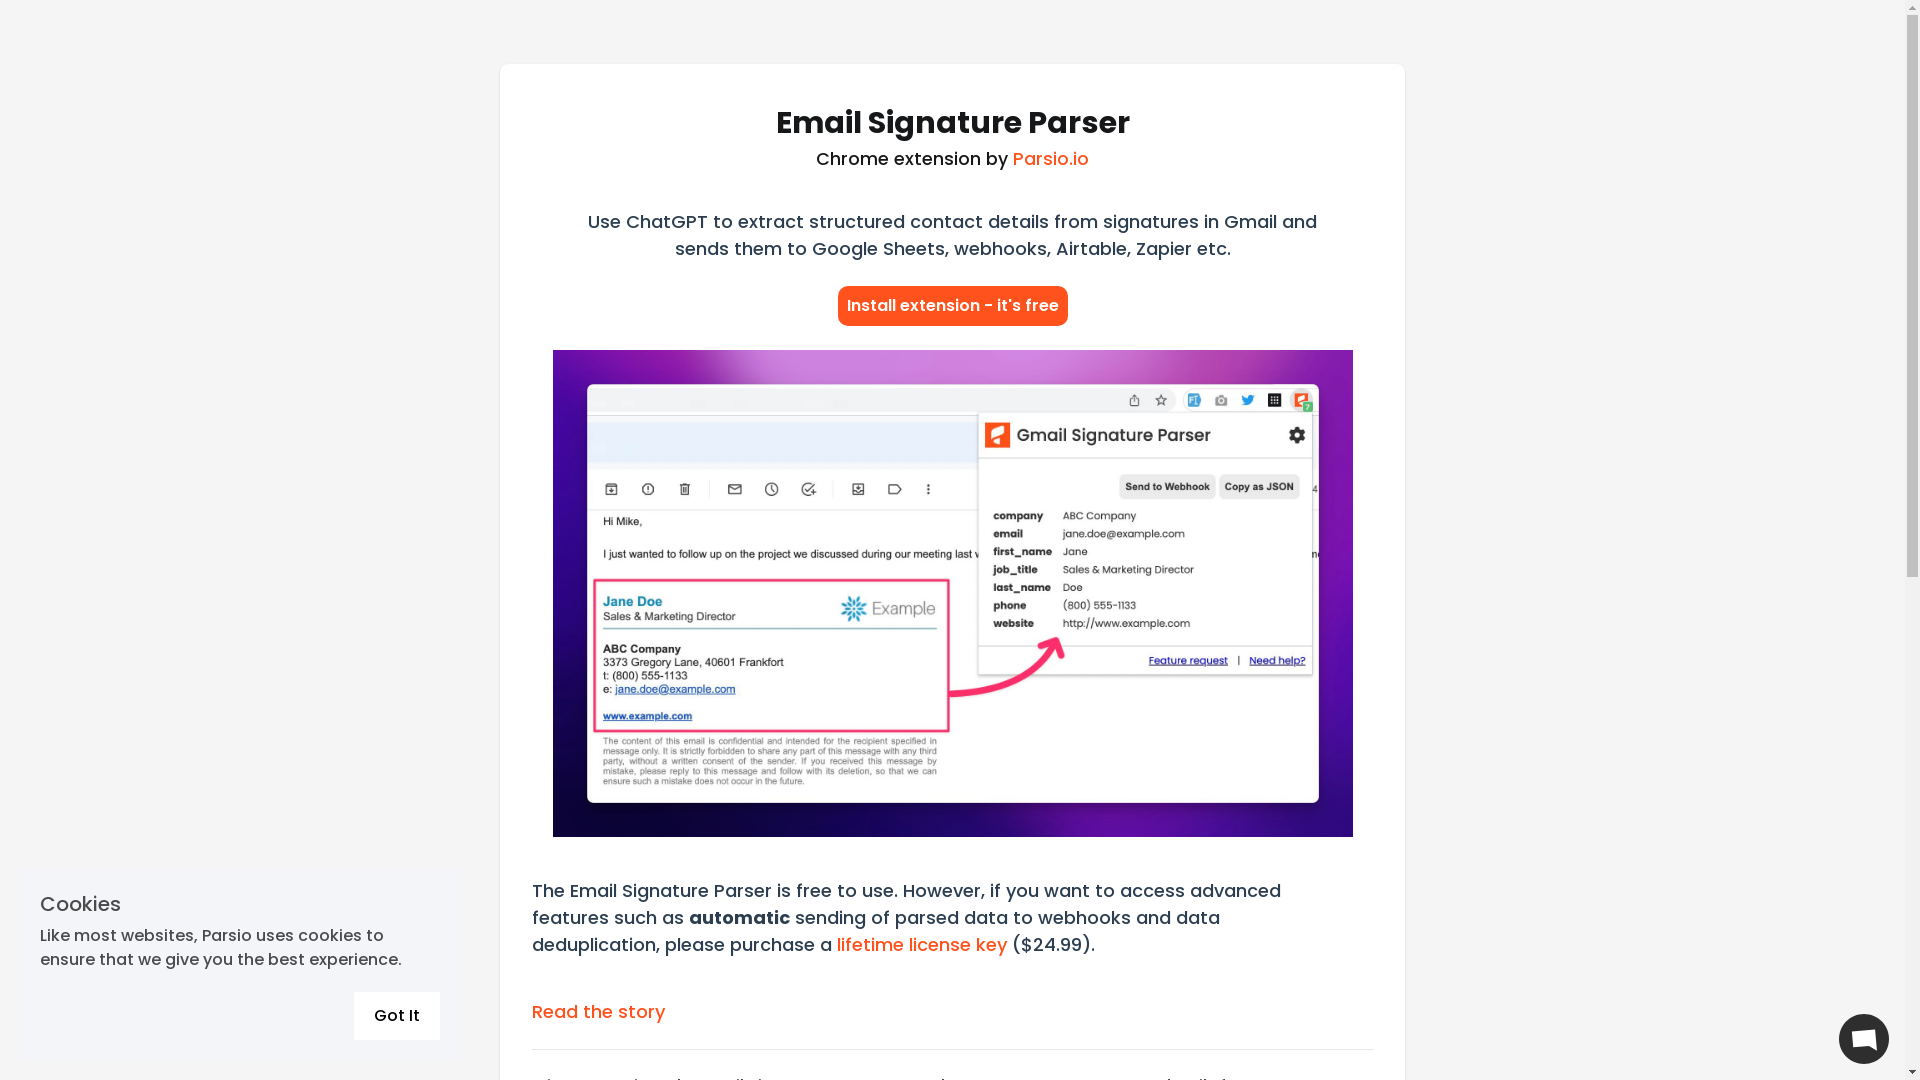 Email Signature Parser
Chrome extension by Parsio.io
Use ChatGPT to extract structured contact details from signatures in Gmail and
sends them to Google Sheets, webhooks, Airtable, Zapier etc.
Install extension - it's free
Gmail Signature Parser
Send to Webhook Copy as JSON
company ABC Company
email jane.doe@example.com
first_name Jane
job_title Sales & Marketing Director
last_name Doe
phone (800) 555-1133
website http://www.example.com
Feature request | Need help?
Hi Mike,
I just wanted to follow up on the project we discussed during our meeting last
Jane Doe
Sales & Marketing Director
Example
ABC Company
3373 Gregory Lane, 40601 Frankfort
t: (800) 555-1133
e: jane.doe@example.com
www.example.com
The content of this email is confidential and intended for the recipient specified in
message only. It is strictly forbidden to share any part of this message with any third
party, without a written consent of the sender. If you received this message by
mistake, please reply to this message and follow with its deletion, so that we can
ensure such a mistake does not occur in the future.
The Email Signature Parser is free to use. However, if you want to access advanced
features such as automatic sending of parsed data to webhooks and data
deduplication, please purchase a lifetime license key ($24.99).
Read the story
Cookies
Like most websites, Parsio uses cookies to
ensure that we give you the best experience.
Got It